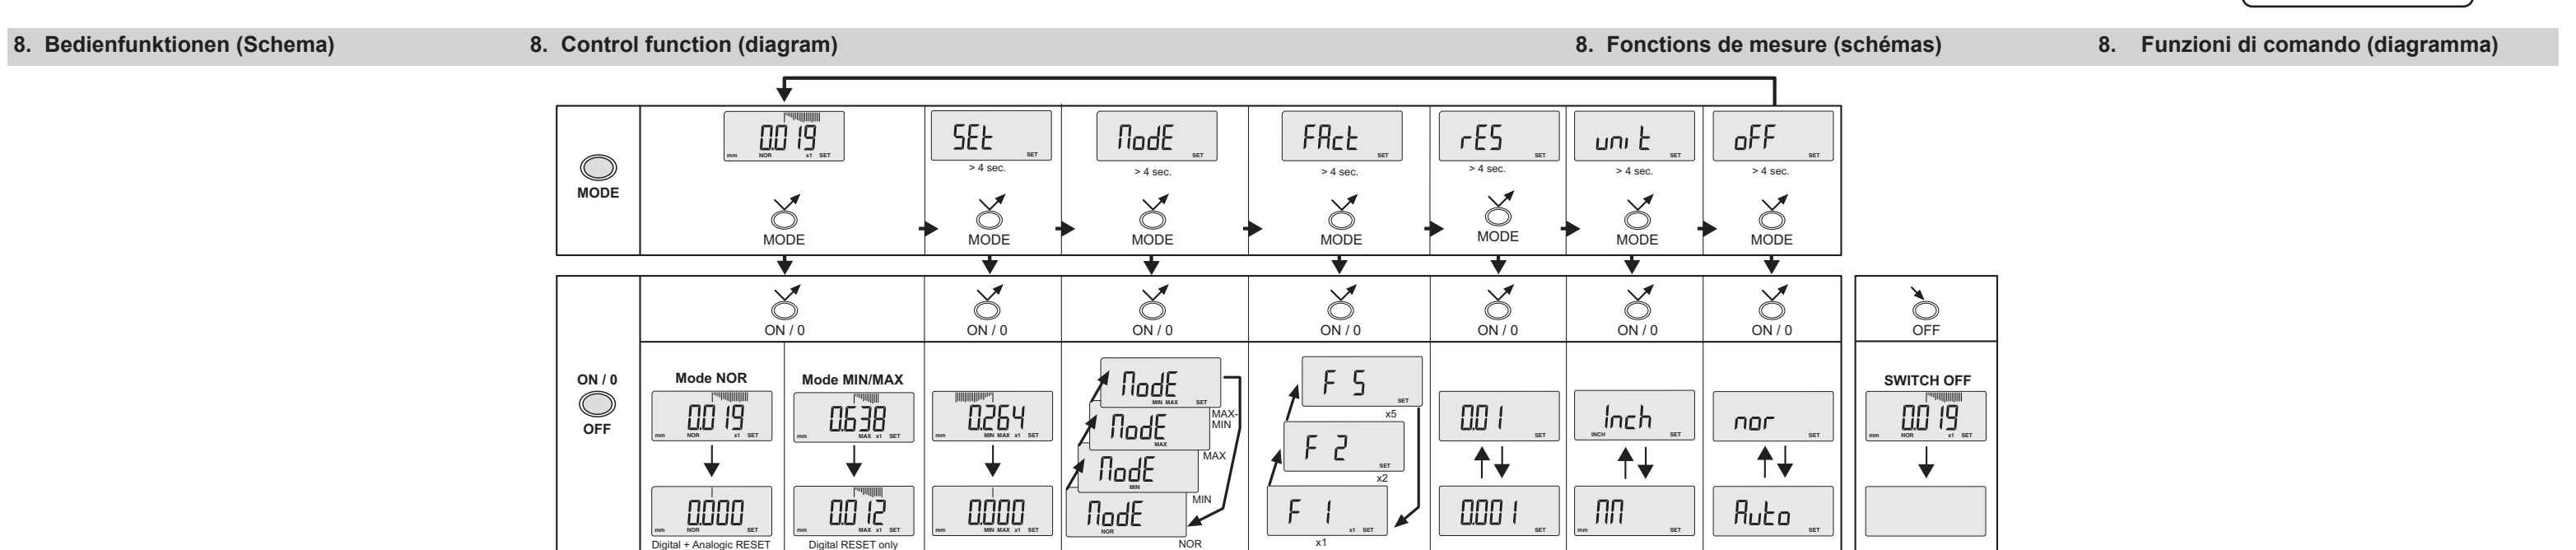 8. Bedienfunktionen (Schema)
8. Control function (diagram)
8. Fonctions de mesure (schémas)
8. Funzioni di comando (diagramma)
MODE
0.019
mm NOR x1 SET
MODE
SEt
SET
> 4 sec.
MODE
ModE
SET
> 4 sec.
MODE
FAct
SET
> 4 sec.
MODE
rES
SET
> 4 sec.
MODE
unit
SET
> 4 sec.
MODE
oFF
SET
> 4 sec.
MODE
ON / 0
ON / 0
ON / 0
ON / 0
ON / 0
ON / 0
ON / 0
OFF
ON / 0
OFF
Mode NOR
0.019
mm NOR x1 SET
0.000
mm NOR SET
Digital + Analogic RESET
Mode MIN/MAX
0.638
mm MAX x1 SET
0.012
mm MAX x1 SET
Digital RESET only
0.264
mm MIN MAX x1 SET
0.000
mm MIN MAX x1 SET
ModE
MIN MAX SET
MAX-
MIN
ModE
MAX
MAX
ModE
MIN
MIN
ModE
NOR
NOR
F 5
SET
x5
F 2
SET
x2
F 1
x1 SET
x1
0.01
SET
0.001
SET
Inch
INCH SET
MM
mm SET
nor
SET
Auto
SET
SWITCH OFF
0.019
mm NOR x1 SET